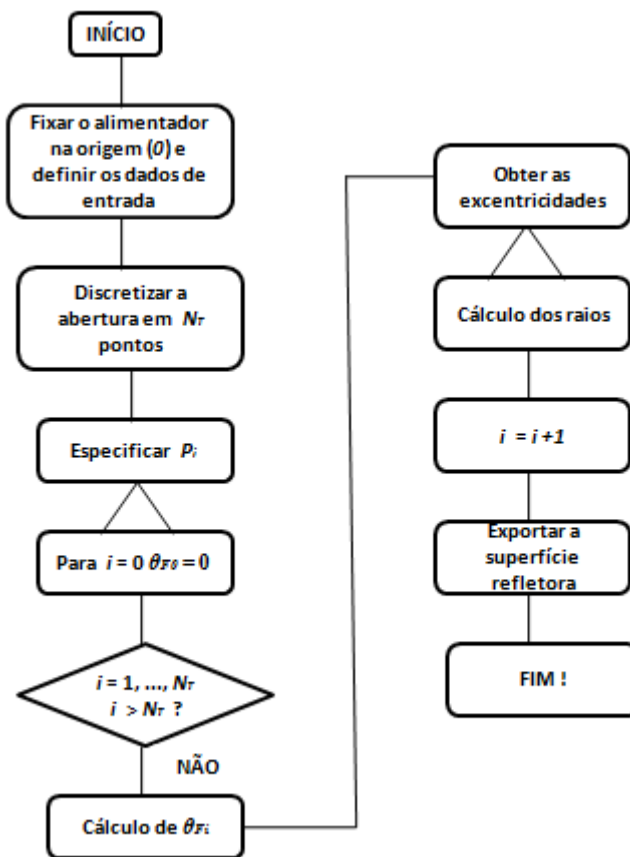 INÍCIO
Fixar o alimentador
na origem (0) e
definir os dados de
entrada
Discretizar a
abertura em NT
pontos
Especificar Pi
Para i = 0 θF0 = 0
i = 1, ..., NT
i > NT ?
NÃO
Cálculo de θFi
Obter as
excentricidades
Cálculo dos raios
i = i +1
Exportar a
superfície
refletora
FIM !